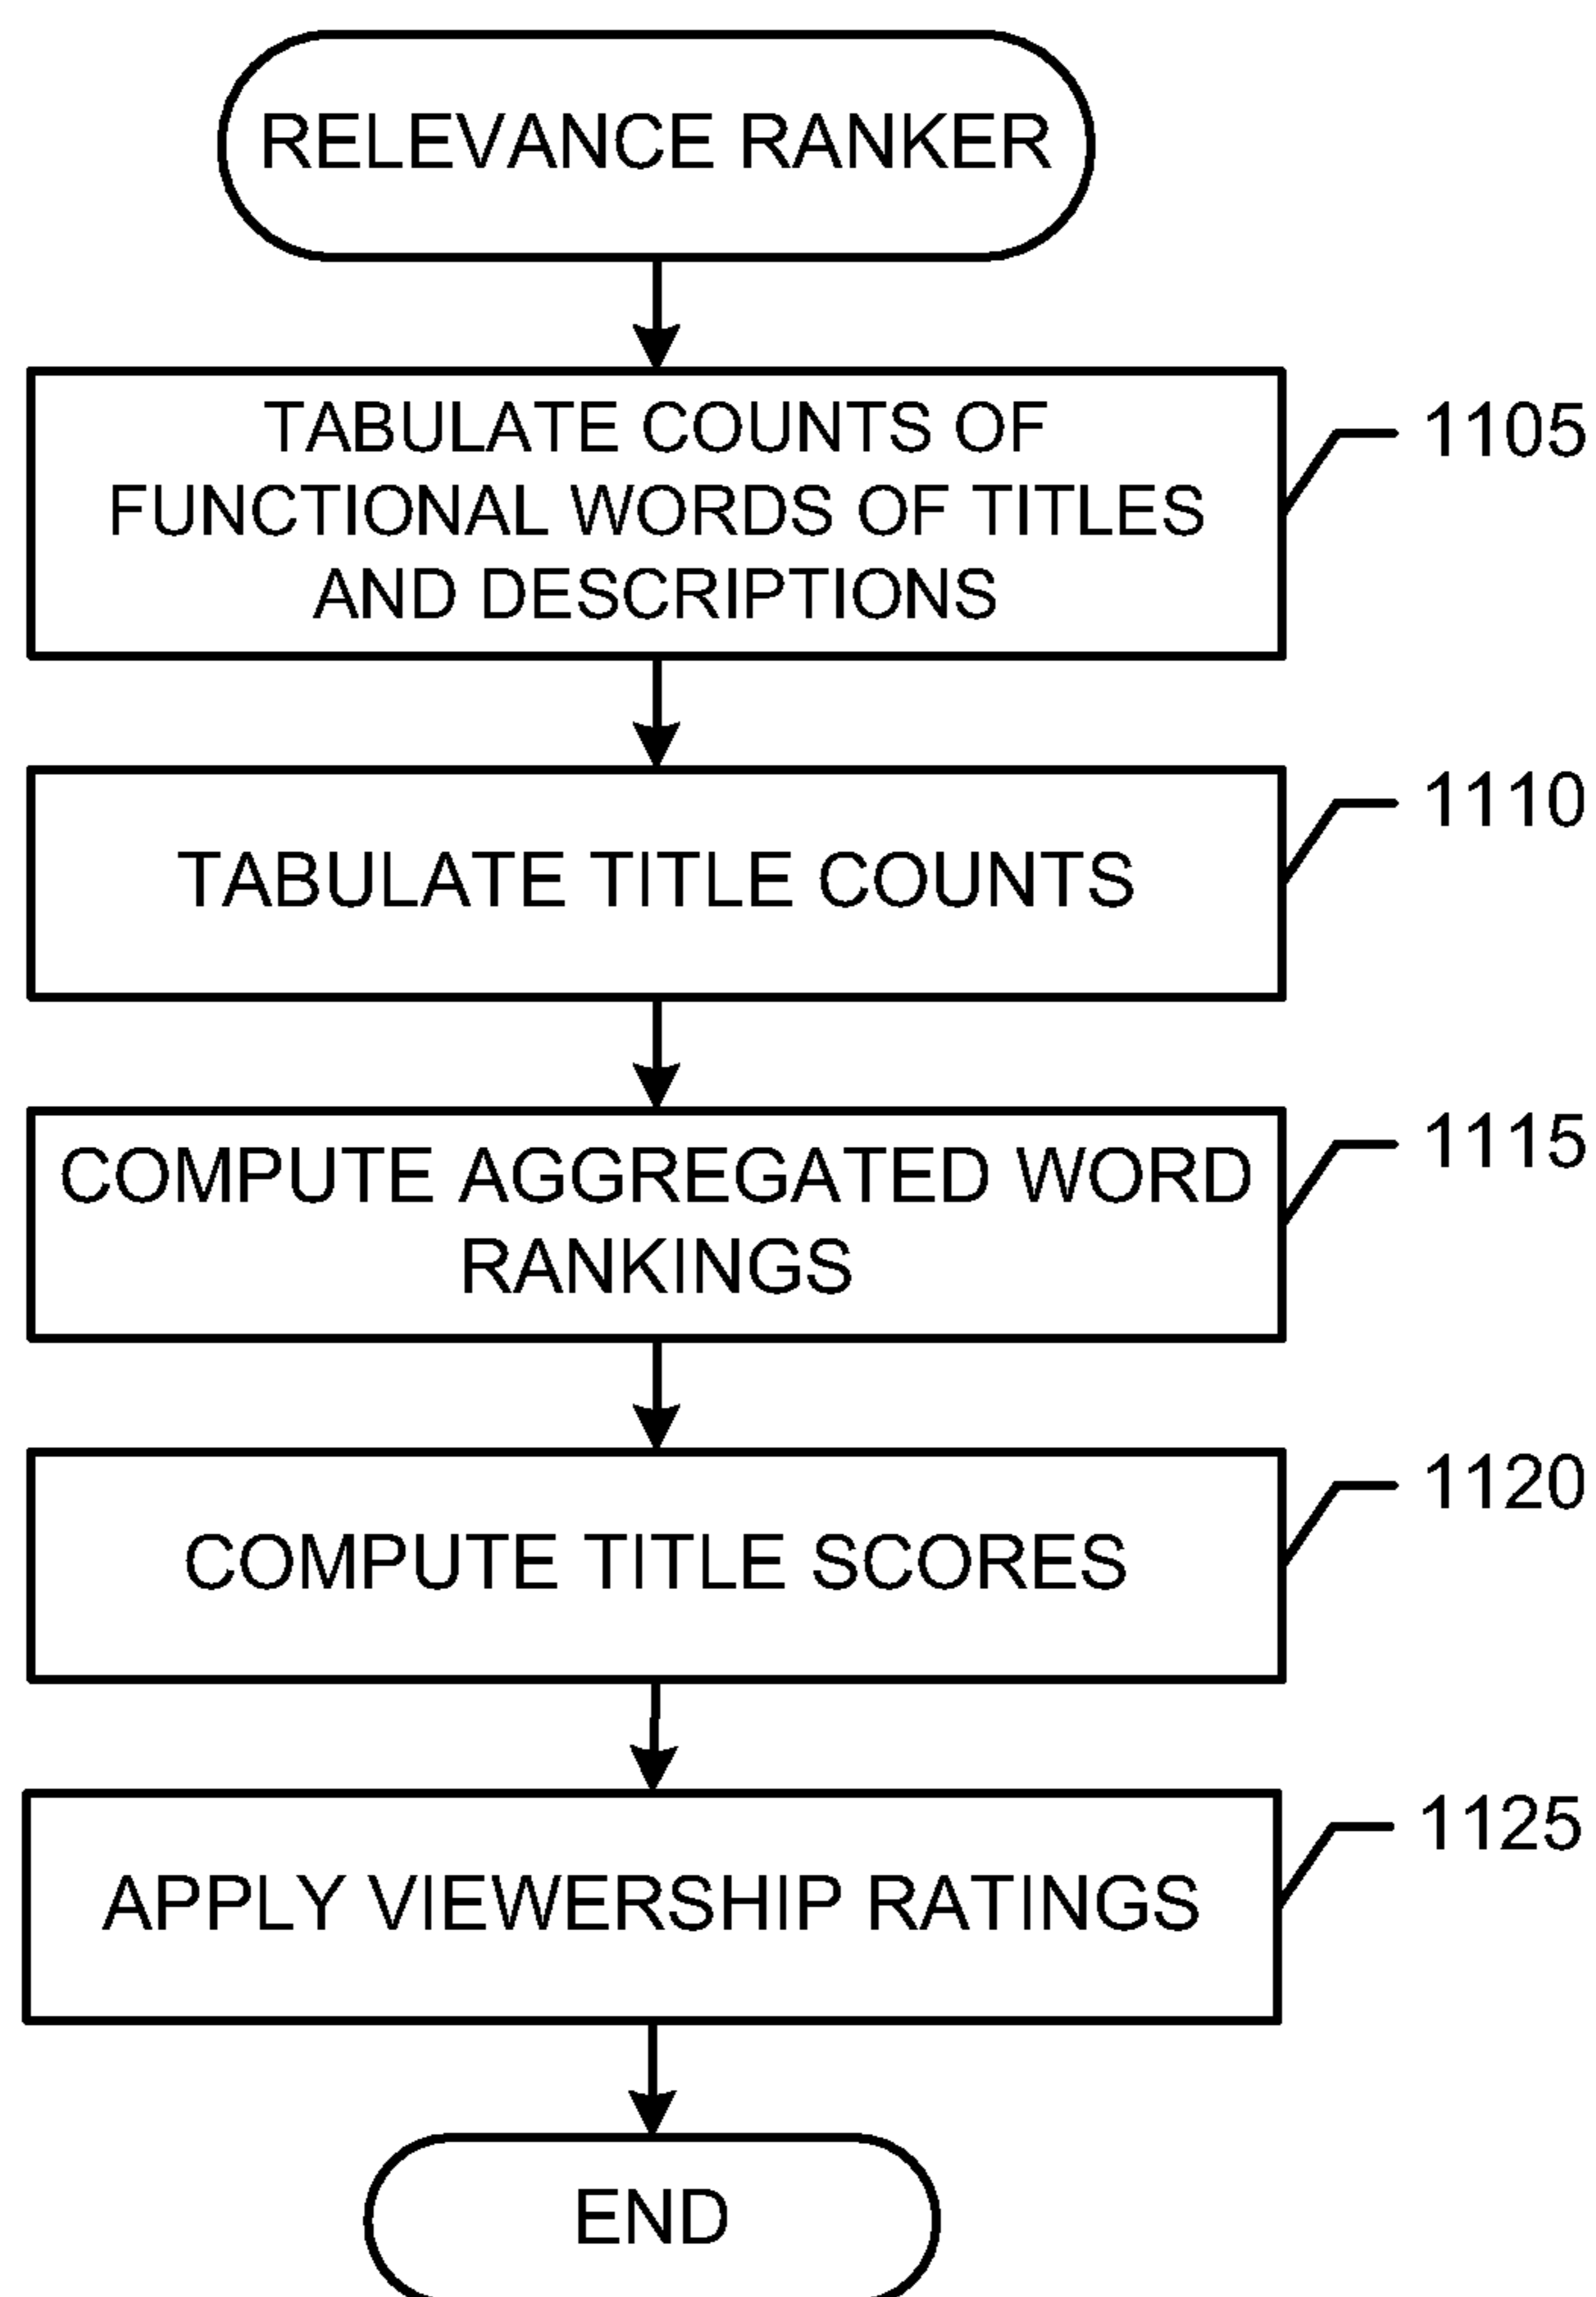 RELEVANCE RANKER
TABULATE COUNTS OF
FUNCTIONAL WORDS OF TITLES
AND DESCRIPTIONS
1105
TABULATE TITLE COUNTS
1110
COMPUTE AGGREGATED WORD
RANKINGS
1115
COMPUTE TITLE SCORES
1120
APPLY VIEWERSHIP RATINGS
1125
END